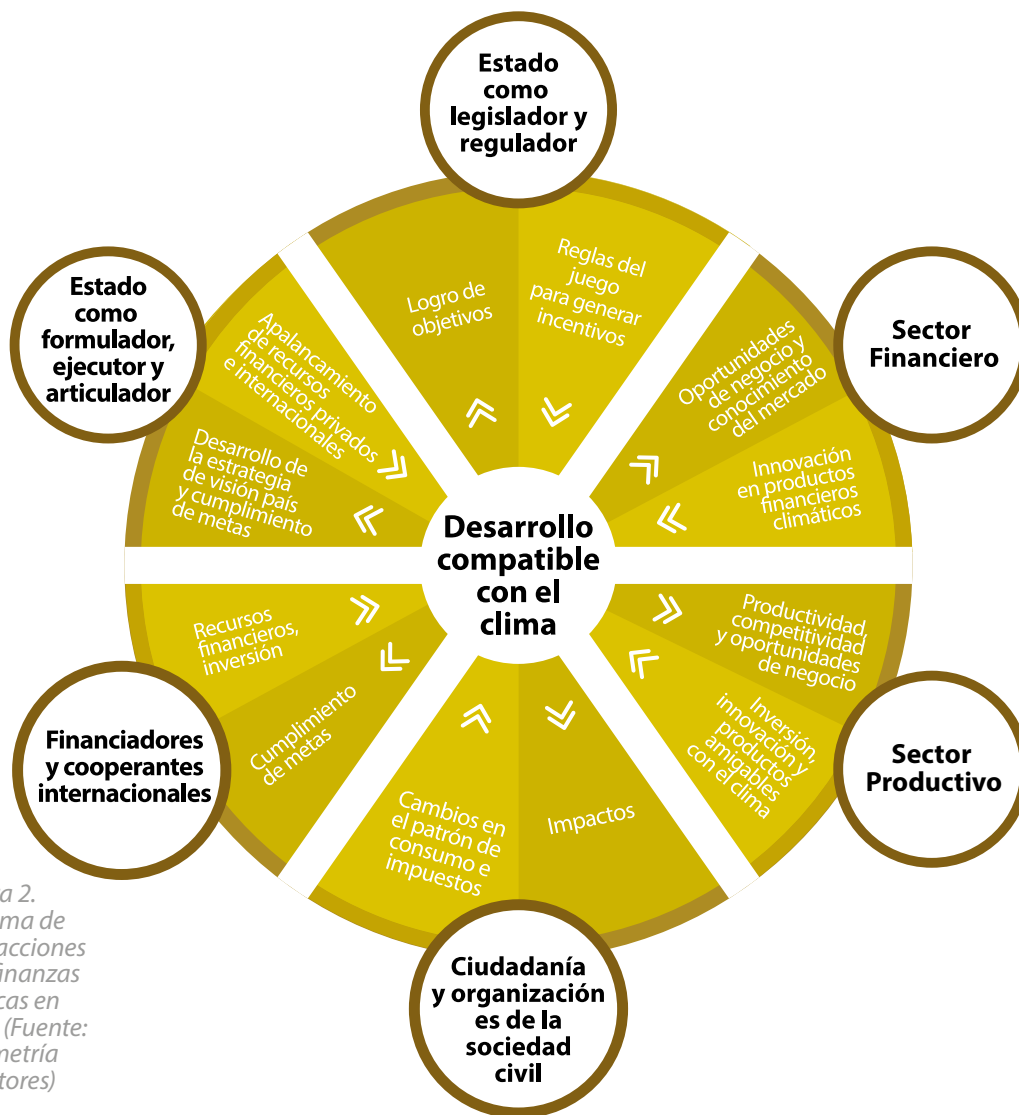 Estado
como
legislador y
regulador
Logro de
objetivos
Reglas del
juego
para generar
incentivos
Estado
como
formulador,
ejecutor y
articulador
Apalancamiento
de recursos
financieros privados
e internacionales
Desarrollo de
la estrategia
de visión país
y cumplimiento
de metas
Sector
Financiero
Oportunidades
de negocio y
conocimiento
del mercado
Innovación
en productos
financieros
climáticos
Desarrollo
compatible
con el
clima
Recursos
financieros,
inversión
Cumplimiento
de metas
Financiadores
y cooperantes
internacionales
Productividad,
competitividad
y oportunidades
de negocio
Inversión,
innovación y
productos
amigables
con el clima
Sector
Productivo
Cambios en
el patrón de
consumo e
impuestos
Impactos
Ciudadanía
y organización
es de la
sociedad
civil
2.
de
acciones
en
(Fuente: